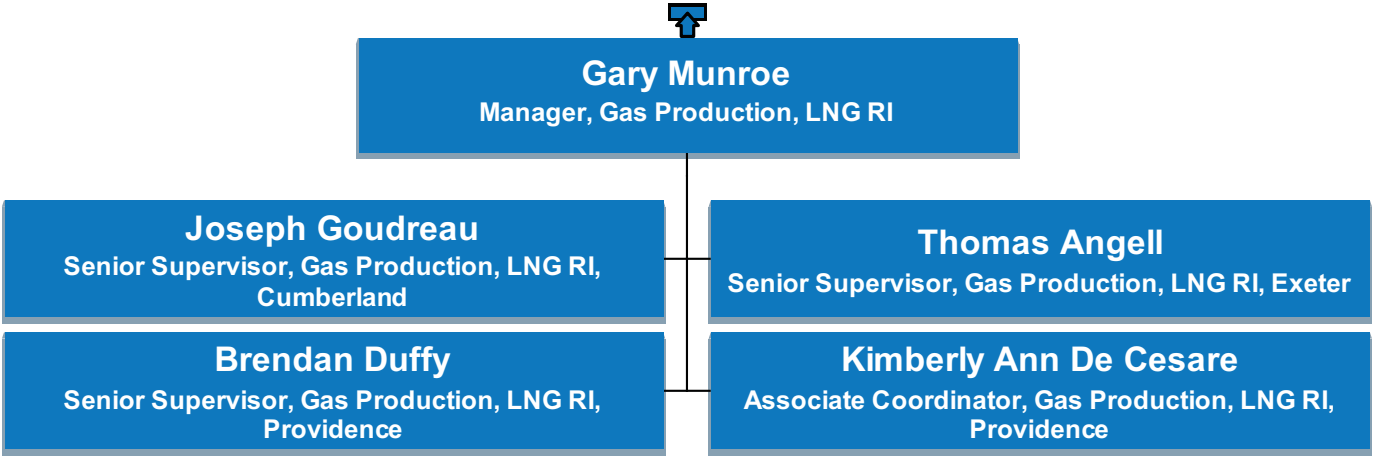 Gary Munroe
Manager, Gas Production, LNG RI
Joseph Goudreau
Senior Supervisor, Gas Production, LNG RI,
Cumberland
Thomas Angell
Senior Supervisor, Gas Production, LNG RI, Exeter
Brendan Duffy
Senior Supervisor, Gas Production, LNG RI,
Providence
Kimberly Ann De Cesare
Associate Coordinator, Gas Production, LNG RI,
Providence